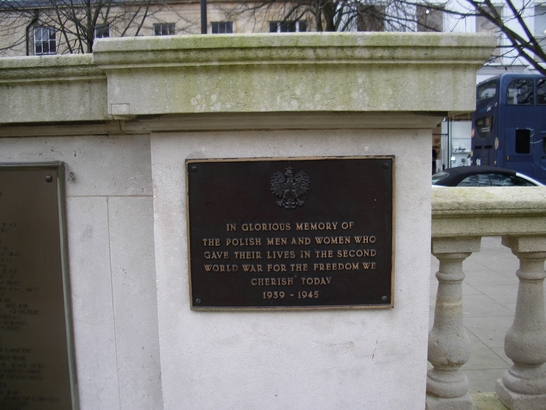 IN GLORIOUS MEMORY OF
THE POLISH MEN AND WOMEN WHO
GAVE THEIR LIVES IN THE SECOND
WORLD WAR FOR THE FREEDOM WE
CHERISH TODAY
1939 - 1945